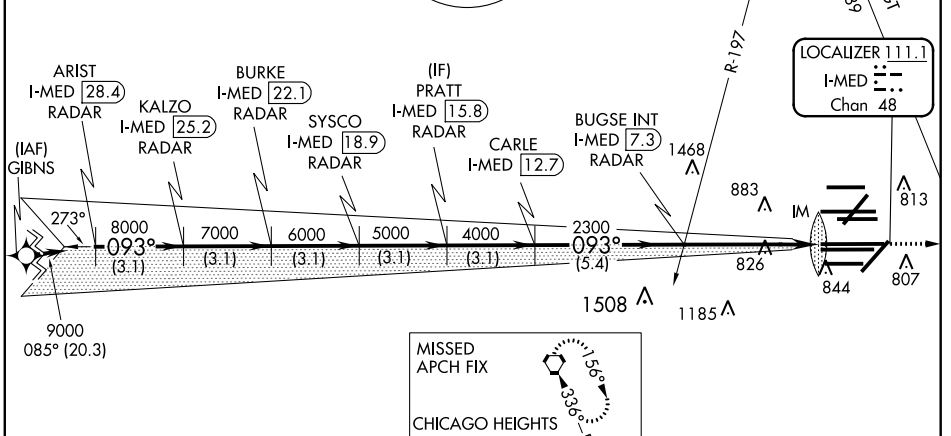 R-197
LOCALIZER 111.1
I-MED
Chan 48
ARIST
I-MED 28.4
RADAR
KALZO
I-MED 25.2
RADAR
BURKE
I-MED 22.1
RADAR
SYSCO
I-MED 18.9
RADAR
(IF)
PRATT
I-MED 15.8
RADAR
CARLE
I-MED 12.7
BUGSE INT
I-MED 7.3
RADAR
(IAF)
GIBNS
1468
883
IM
813
273°
8000
093°
(3.1)
7000
(3.1)
6000
(3.1)
5000
(3.1)
4000
(3.1)
2300
093°
(5.4)
826
844
807
1508
1185
9000
085° (20.3)
MISSED
APCH FIX
156°
336°
CHICAGO HEIGHTS